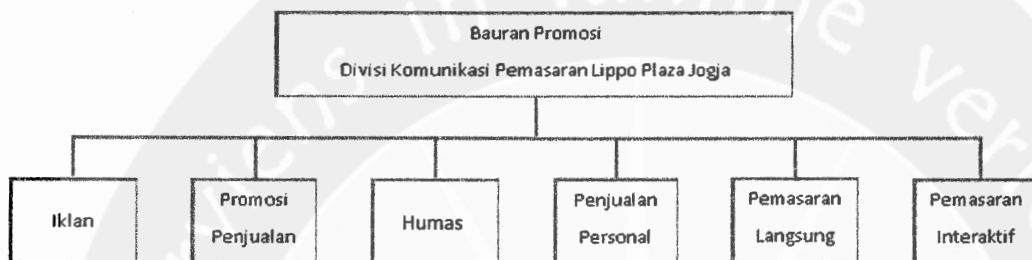 Bauran Promosi
Divisi Komunikasi Pemasaran Lippo Plaza Jogja
Iklan
Promosi
Penjualan
Humas
Penjualan
Personal
Pemasaran
Langsung
Pemasaran
Interaktif